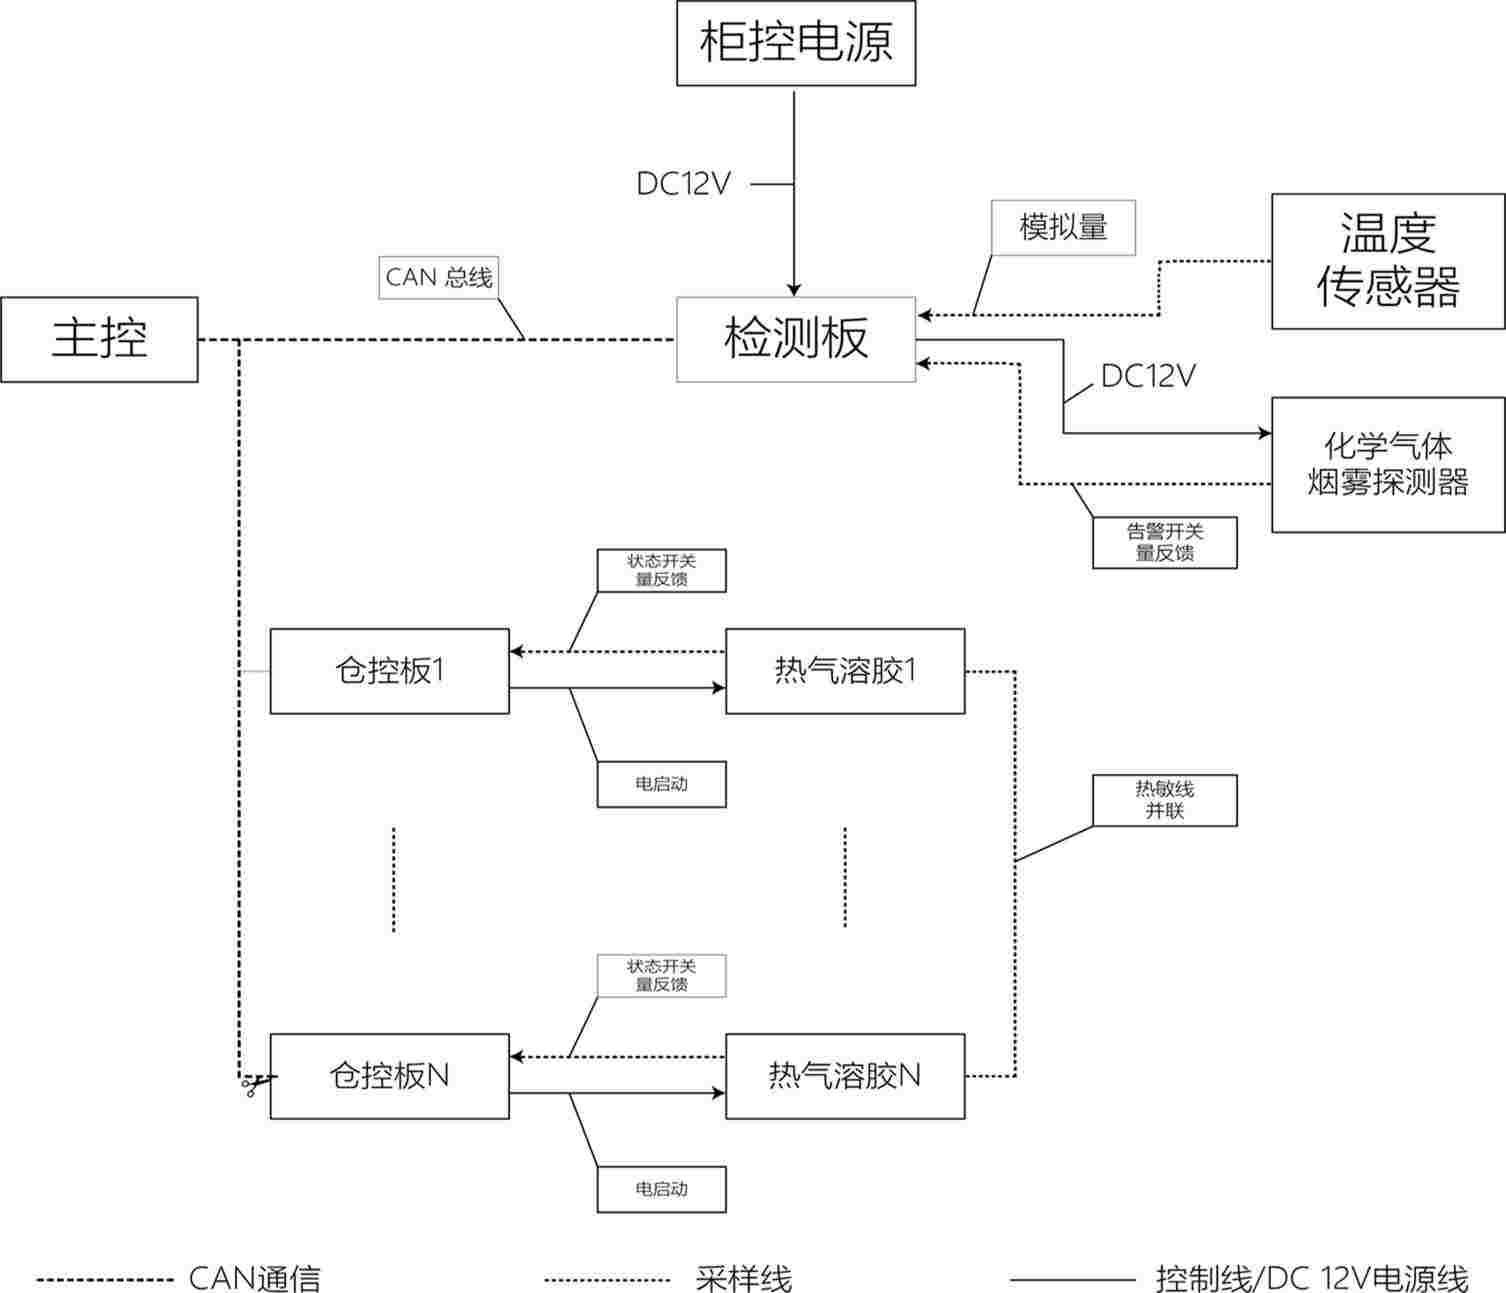 柜控电源
DC12V
模拟量
温度
传感器
CAN 总线
主控
检测板
DC12V
化学气体
烟雾探测器
告警开关
量反馈
状态开关
量反馈
仓控板1
热气溶胶1
电启动
热敏线
并联
状态开关
量反馈
仓控板N
热气溶胶N
电启动
CAN通信
采样线
控制线/DC 12V电源线